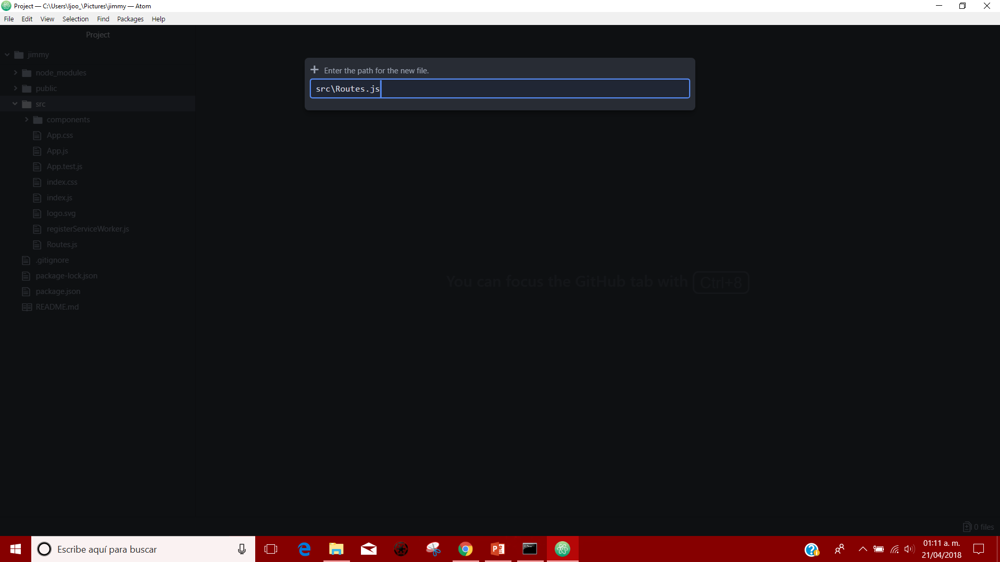 Project — C:\Users\ljoo_\Pictures\jimmy — Atom
File Edit View Selection Find Packages Help
Project
jimmy
node_modules
public
src
components
App.css
App.js
App.test.js
index.css
index.js
logo.svg
registerServiceWorker.js
Routes.js
.gitignore
package-lock.json
package.json
README.md
Enter the path for the new file.
src\Routes.js
You can focus the GitHub tab with Ctrl+8
0 files
Escribe aquí para buscar
01:11 a. m.
21/04/2018